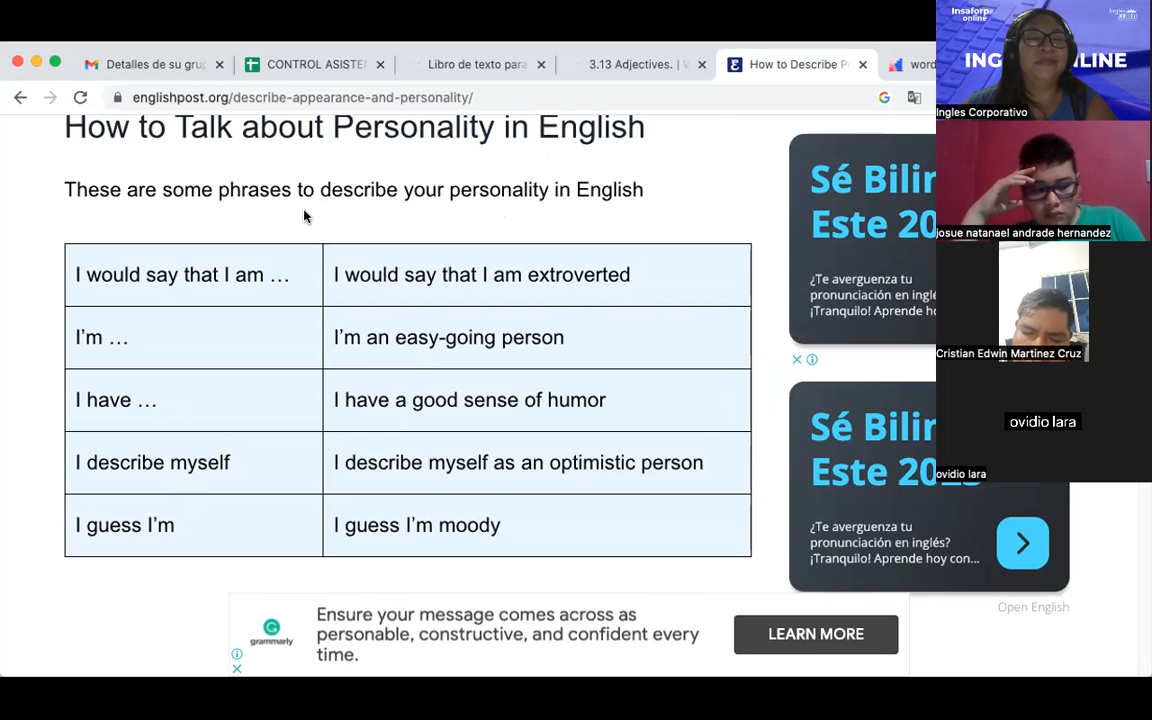 Detalles de su gru
CONTROL ASISTE
Libro de texto para
3.13 Adjectives. |
How to Describe P
word
englishpost.org/describe-appearance-and-personality/
How to Talk about Personality in English
These are some phrases to describe your personality in English
I would say that I am …
I would say that I am extroverted
I'm …
I'm an easy-going person
I have …
I have a good sense of humor
I describe myself
I describe myself as an optimistic person
I guess I'm
I guess I'm moody
Sé Bilin
Este 20
¿Te averguenza tu
pronunciación en inglé
¡Tranquilo! Aprende ho
Sé Bilin
Este 20
¿Te averguenza tu
pronunciación en inglés?
¡Tranquilo! Aprende hoy con...
Open English
grammarly
Ensure your message comes across as
personable, constructive, and confident every
time.
LEARN MORE
Insaforp
online
ING
LINE
Ingles Corporativo
josue natanael andrade hernandez
Cristian Edwin Martinez Cruz
ovidio lara
ovidio lara